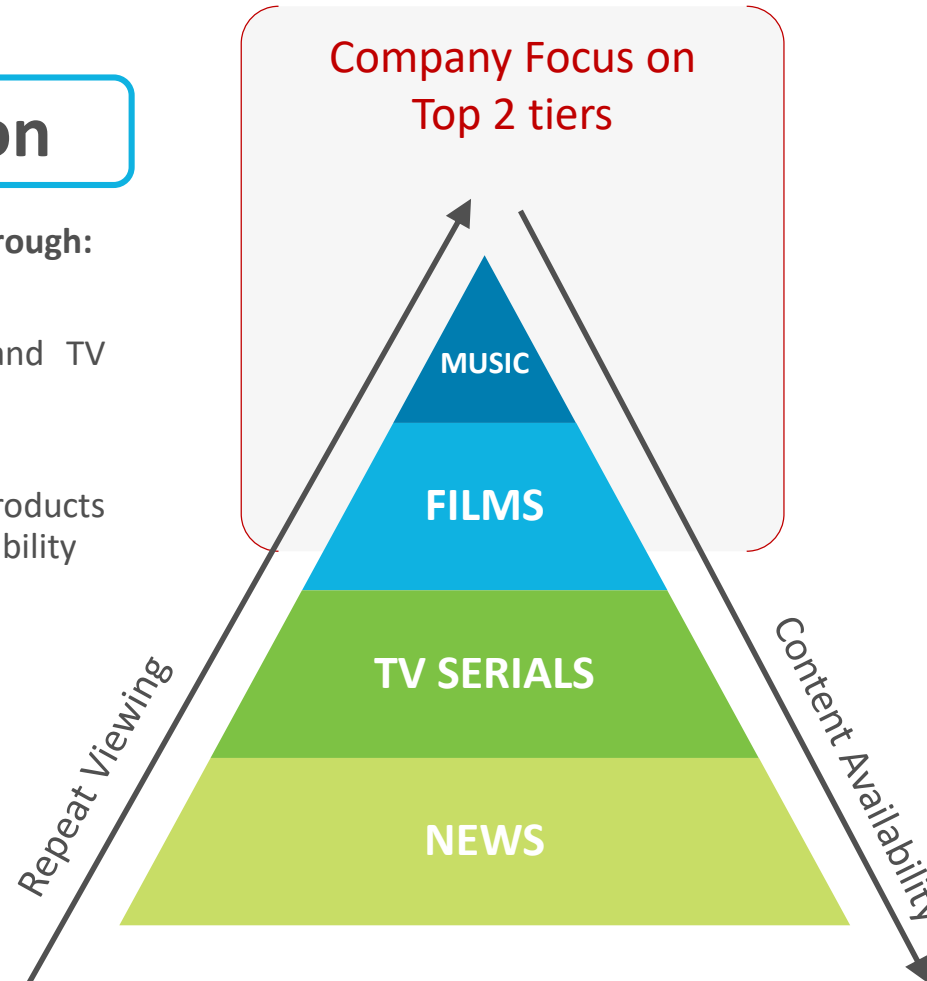 Company Focus on
Top 2 tiers
on
rough:
and TV
roducts
bility
MUSIC
FILMS
TV SERIALS
NEWS
Repeat Viewing
Content Availability